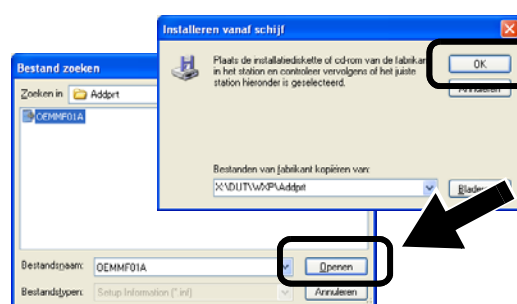 Installeren vanaf schijf
Plaats de installatiediskette of cd-rom van de fabrikant
in het station en controleer vervolgens of het juiste
station hieronder is geselecteerd.
OK
Annuleren
Bestanden van fabrikant kopiëren van:
X:\DUT\WXP\Addprt
Blader
Bestand zoeken
Zoeken in:
Addprt
OEMMF01A
Bestandsnaam:
OEMMF01A
Openen
Bestandstypen:
Setup Information (*.inf)
Annuleren